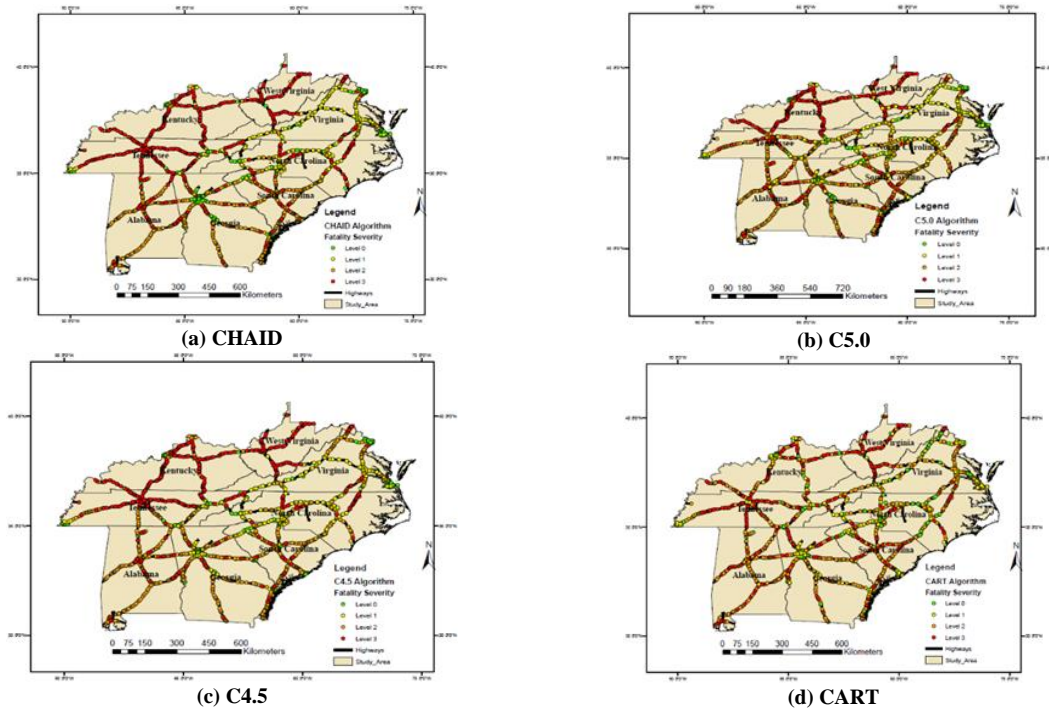 West Virginia
Kentucky
Virginia
Tennessee
North Carolina
South Carolina
Alabama
Georgia
N
Legend
CHAID Algorithm
Fatality Severity
Level 0
Level 1
Level 2
Level 3
Highways
Study_Area
0 75 150 300 450 600
Kilometers
(a) CHAID
West Virginia
Kentucky
Virginia
Tennessee
North Carolina
South Carolina
Alabama
Georgia
N
Legend
C5.0 Algorithm
Fatality Severity
Level 0
Level 1
Level 2
Level 3
Highways
Study_Area
0 90 180 360 540 720
Kilometers
(b) C5.0
West Virginia
Kentucky
Virginia
Tennessee
North Carolina
South Carolina
Alabama
Georgia
N
Legend
C4.5 Algorithm
Fatality Severity
Level 0
Level 1
Level 2
Level 3
Highways
Study_Area
0 75 150 300 450 600
Kilometers
(c) C4.5
West Virginia
Kentucky
Virginia
Tennessee
North Carolina
South Carolina
Alabama
Georgia
N
Legend
CART Algorithm
Fatality Severity
Level 0
Level 1
Level 2
Level 3
Highways
Study_Area
0 75 150 300 450 600
Kilometers
(d) CART